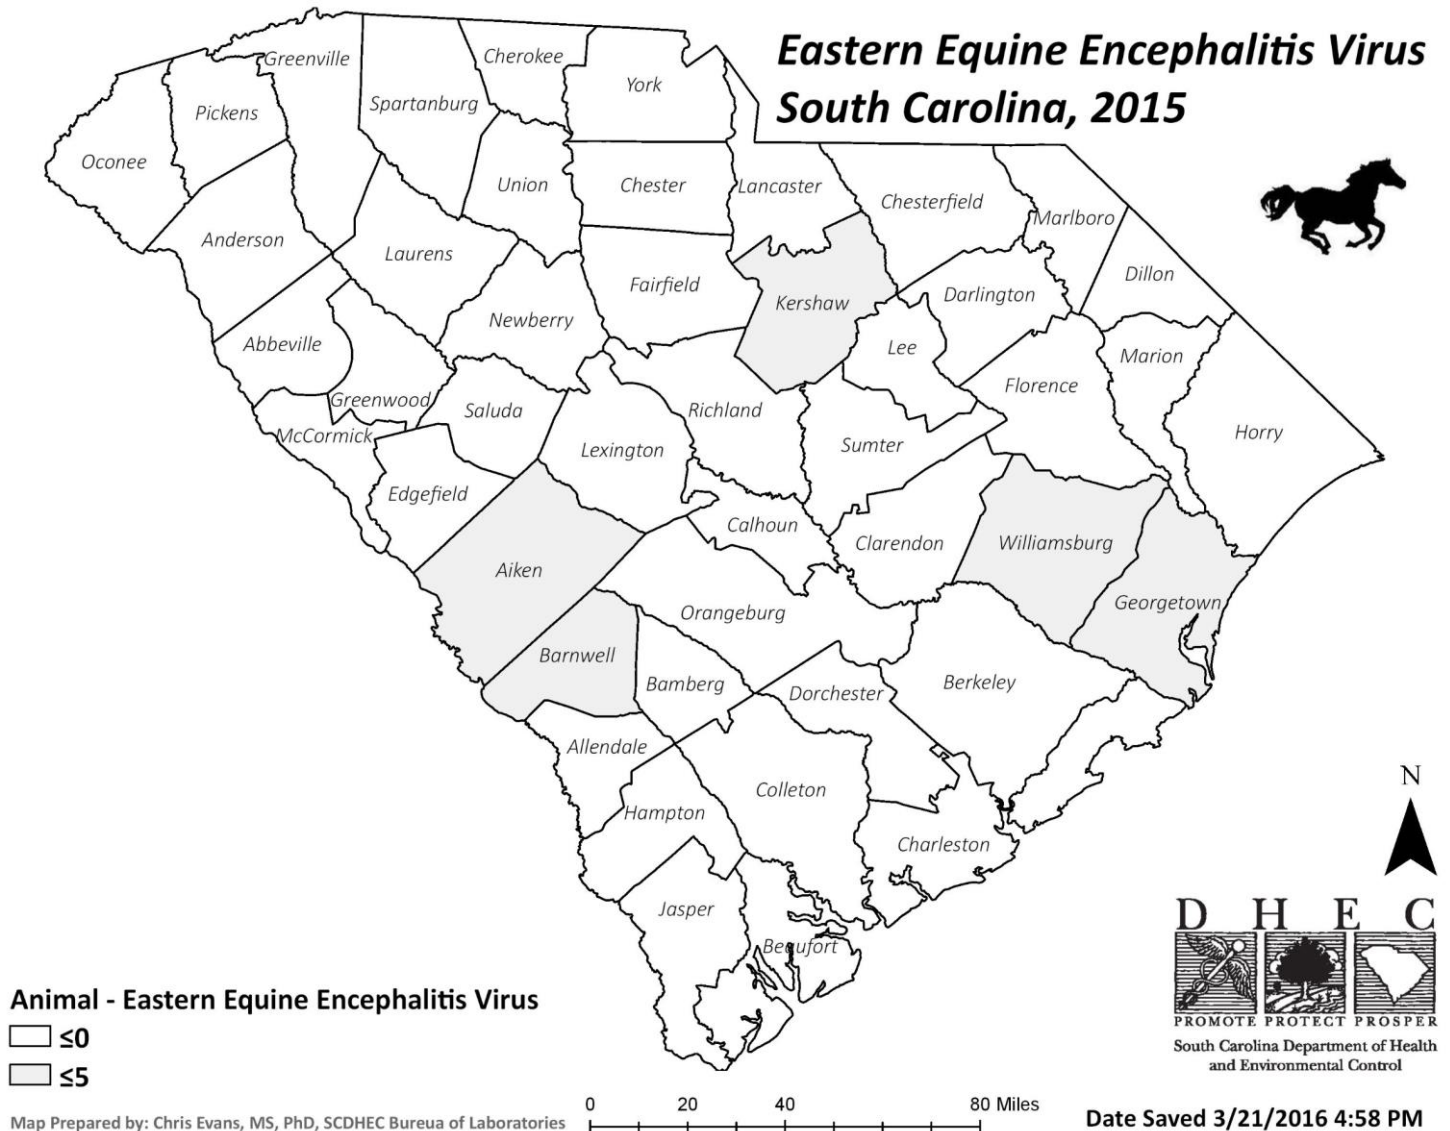 Eastern Equine Encephalitis Virus
South Carolina, 2015
Greenville
Cherokee
Spartanburg
York
Pickens
Oconee
Union
Chester
Lancaster
Chesterfield
Marlboro
Anderson
Laurens
Fairfield
Kershaw
Darlington
Dillon
Newberry
Abbeville
Lee
Marion
Florence
Greenwood
Saluda
Richland
McCormick
Lexington
Sumter
Horry
Edgefield
Calhoun
Clarendon
Williamsburg
Aiken
Orangeburg
Georgetown
Barnwell
Bamberg
Dorchester
Berkeley
Allendale
Colleton
Hampton
Charleston
Jasper
Beaufort
N
D H E C
PROMOTE PROTECT PROSPER
South Carolina Department of Health
and Environmental Control
Animal - Eastern Equine Encephalitis Virus
≤0
≤5
Map Prepared by: Chris Evans, MS, PhD, SCDHEC Bureua of Laboratories
0 20 40 80 Miles
Date Saved 3/21/2016 4:58 PM